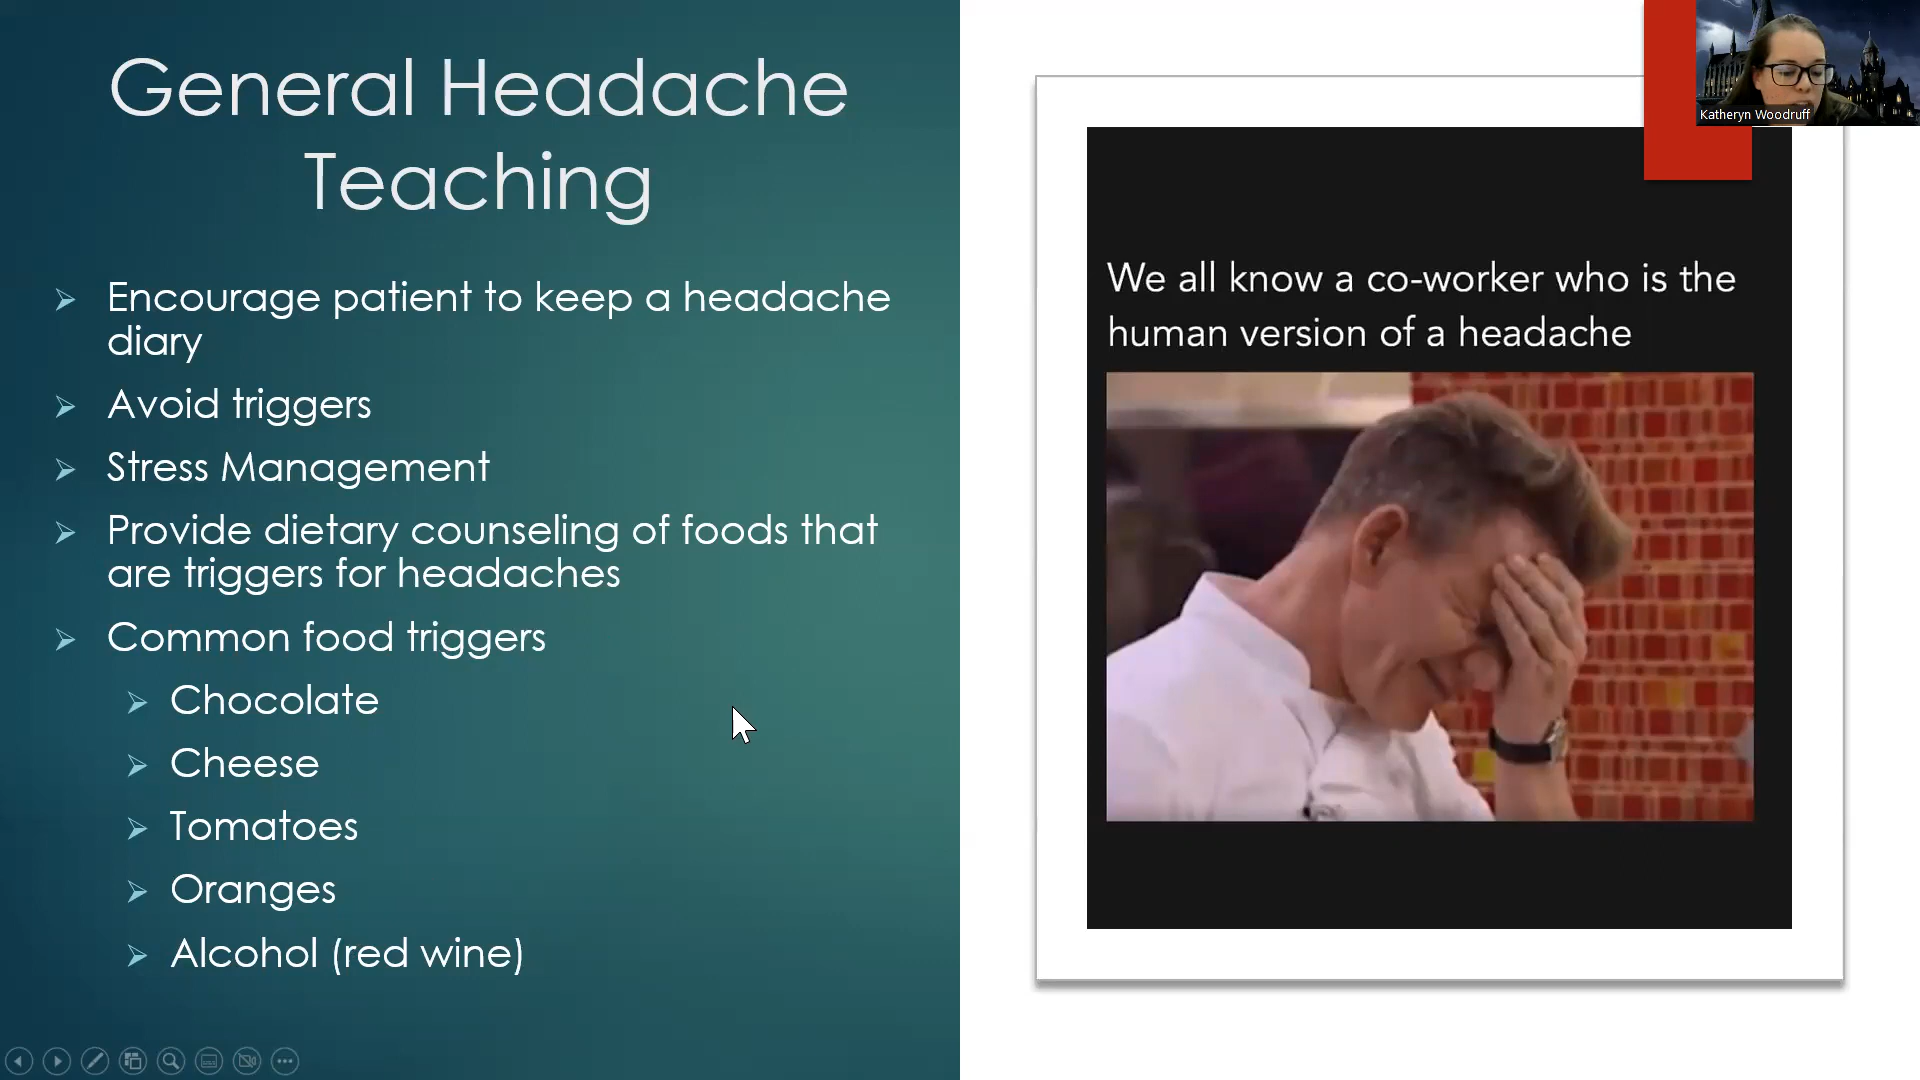 General Headache
Teaching
Encourage patient to keep a headache
diary
Avoid triggers
Stress Management
Provide dietary counseling of foods that
are triggers for headaches
Common food triggers
Chocolate
Cheese
Tomatoes
Oranges
Alcohol (red wine)
We all know a co-worker who is the
human version of a headache
Katheryn Woodruff